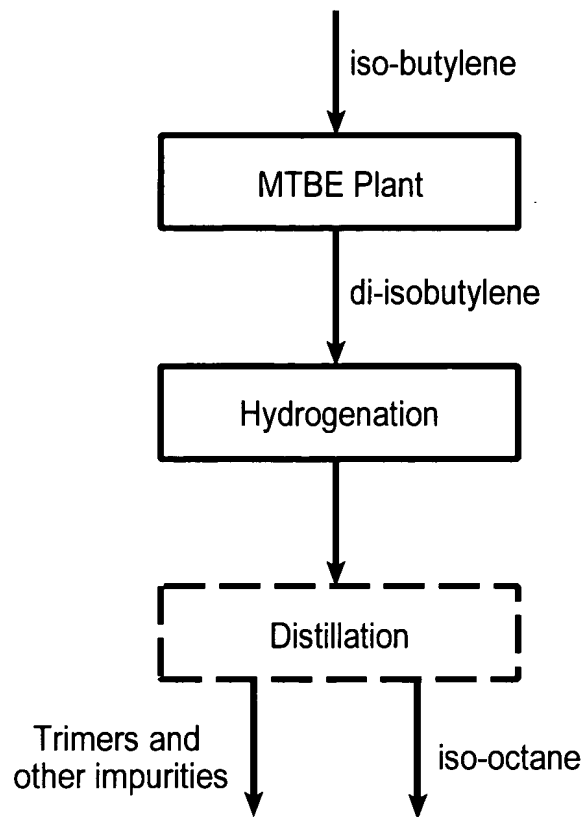 iso-butylene
MTBE Plant
di-isobutylene
Hydrogenation
Distillation
Trimers and
other impurities
iso-octane